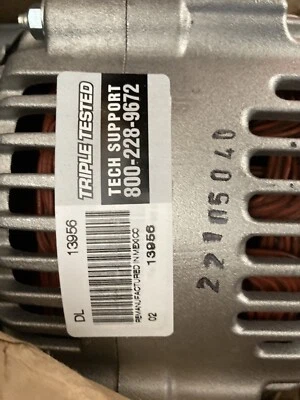 TRIPLE TESTED
TECH SUPPORT
800-228-9672
13956
13956
DL
REMANUFACTURED IN MEXICO
02
22105040